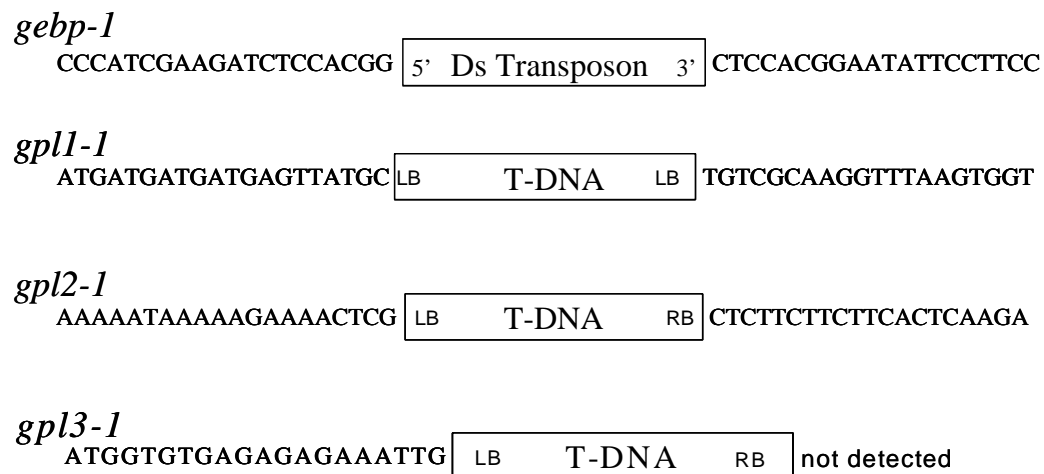 gebp-1
CCCATCGAAGATCTCCACGG 5' Ds Transposon 3' CTCCACGGAATATTCCTTCC
gpl1-1
ATGATGATGATGAGTTATGC LB T-DNA LB TGTCGCAAGGTTTAAGTGGT
gpl2-1
AAAAATAAAAAGAAAACTCG LB T-DNA RB CTCTTCTTCTTCACTCAAGA
gpl3-1
ATGGTGTGAGAGAGAGAAATTG LB T-DNA RB not detected